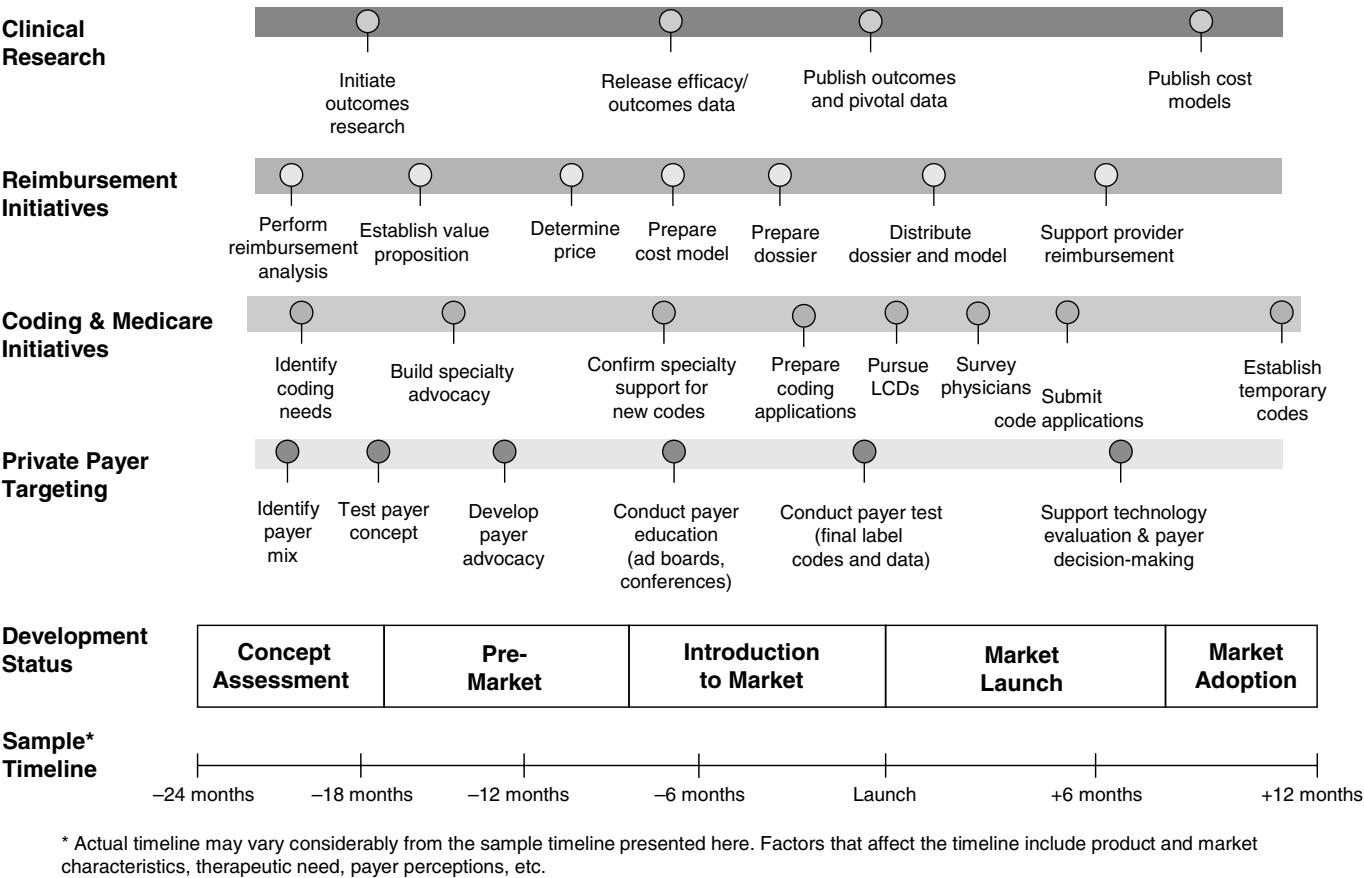 Clinical
Research
Initiate
outcomes
research
Release efficacy/
outcomes data
Publish outcomes
and pivotal data
Publish cost
models
Reimbursement
Initiatives
Perform
reimbursement
analysis
Establish value
proposition
Determine
price
Prepare
cost model
Prepare
dossier
Distribute
dossier and model
Support provider
reimbursement
Coding & Medicare
Initiatives
Identify
coding
needs
Build specialty
advocacy
Confirm specialty
support for
new codes
Prepare
coding
applications
Pursue
LCDs
Survey
physicians
Submit
code applications
Establish
temporary
codes
Private Payer
Targeting
Identify
payer
mix
Test payer
concept
Develop
payer
advocacy
Conduct payer
education
(ad boards,
conferences)
Conduct payer test
(final label
codes and data)
Support technology
evaluation & payer
decision-making
Development
Status
Concept
Assessment
Pre-
Market
Introduction
to Market
Market
Launch
Market
Adoption
Sample*
Timeline
–24 months
–18 months
–12 months
–6 months
Launch
+6 months
+12 months
* Actual timeline may vary considerably from the sample timeline presented here. Factors that affect the timeline include product and market
characteristics, therapeutic need, payer perceptions, etc.